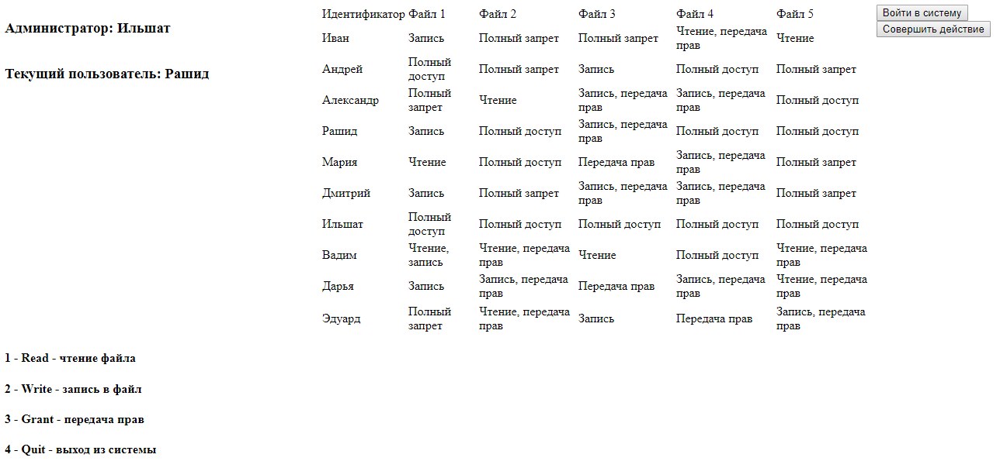 Администратор: Ильшат
Текущий пользователь: Рашид
Идентификатор Файл 1 Файл 2 Файл 3 Файл 4 Файл 5
Иван Запись Полный запрет Полный запрет Чтение, передача прав Чтение
Андрей Полный доступ Полный запрет Запись Полный доступ Полный запрет
Александр Полный запрет Чтение Запись, передача прав Запись, передача прав Полный доступ
Рашид Запись Полный доступ Запись, передача прав Полный доступ Полный доступ
Мария Чтение Полный доступ Передача прав Запись, передача прав Полный запрет
Дмитрий Запись Полный запрет Запись, передача прав Запись, передача прав Полный запрет
Ильшат Полный доступ Полный доступ Полный доступ Полный доступ Полный доступ
Вадим Чтение, запись Чтение, передача прав Чтение Полный доступ Чтение, передача прав
Дарья Запись Запись, передача прав Передача прав Запись, передача прав Чтение, передача прав
Эдуард Полный запрет Чтение, передача прав Запись Передача прав Запись, передача прав
Войти в систему
Совершить действие
1 - Read - чтение файла
2 - Write - запись в файл
3 - Grant - передача прав
4 - Quit - выход из системы